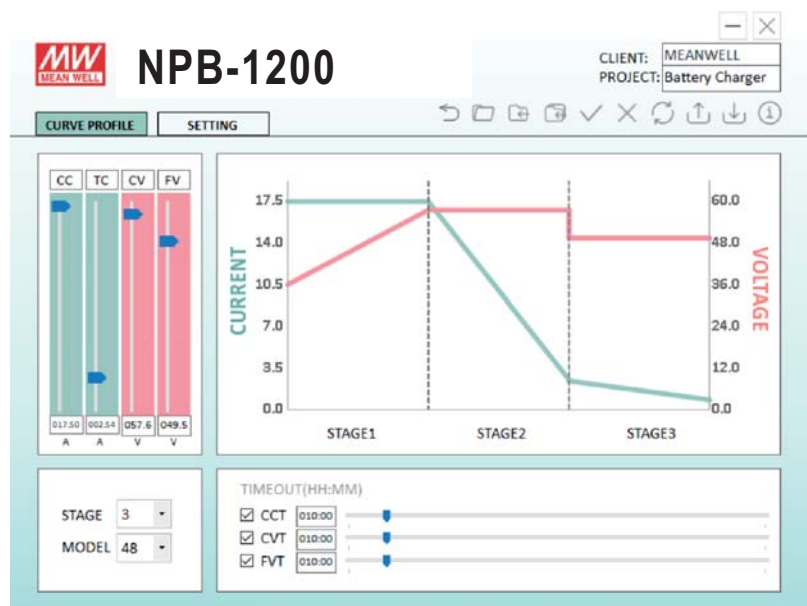 MW
MEAN WELL
NPB-1200
CLIENT: MEANWELL
PROJECT: Battery Charger
CURVE PROFILE SETTING
CC TC CV FV
017.50 002.54 057.6 049.5
A A V V
CURRENT
17.5
14.0
10.5
7.0
3.5
0.0
60.0
48.0
36.0
24.0
12.0
0.0
VOLTAGE
STAGE1 STAGE2 STAGE3
STAGE 3
MODEL 48
TIMEOUT(HH:MM)
CCT 010:00
CVT 010:00
FVT 010:00